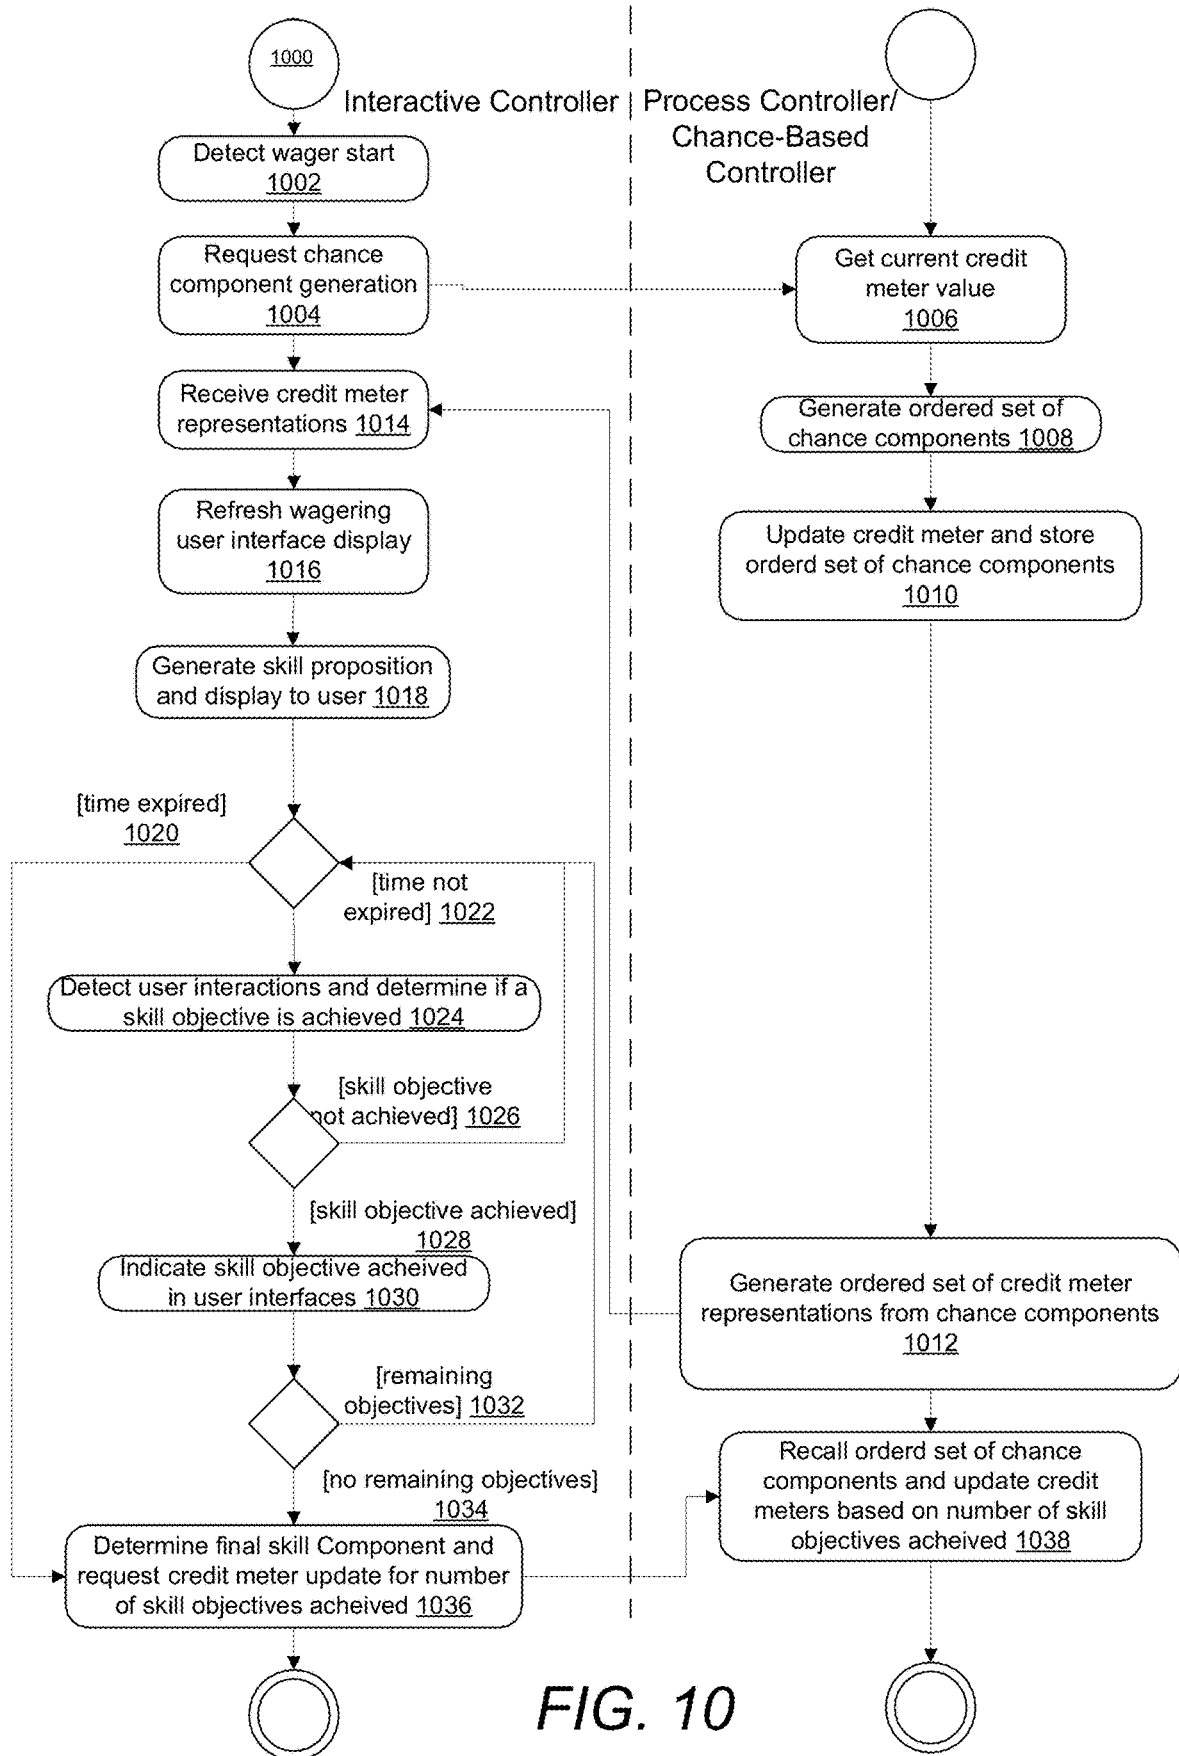 1000
Interactive Controller
Process Controller/
Chance-Based
Controller
Detect wager start
1002
Request chance
component generation
1004
Get current credit
meter value
1006
Receive credit meter
representations 1014
Generate ordered set of
chance components 1008
Refresh wagering
user interface display
1016
Update credit meter and store
orderd set of chance components
1010
Generate skill proposition
and display to user 1018
[time expired]
1020
[time not
expired] 1022
Detect user interactions and determine if a
skill objective is achieved 1024
[skill objective
not achieved] 1026
[skill objective achieved]
1028
Indicate skill objective acheived
in user interfaces 1030
Generate ordered set of credit meter
representations from chance components
1012
[remaining
objectives] 1032
[no remaining objectives]
1034
Recall orderd set of chance
components and update credit
meters based on number of skill
objectives acheived 1038
Determine final skill Component and
request credit meter update for number
of skill objectives acheived 1036
FIG. 10